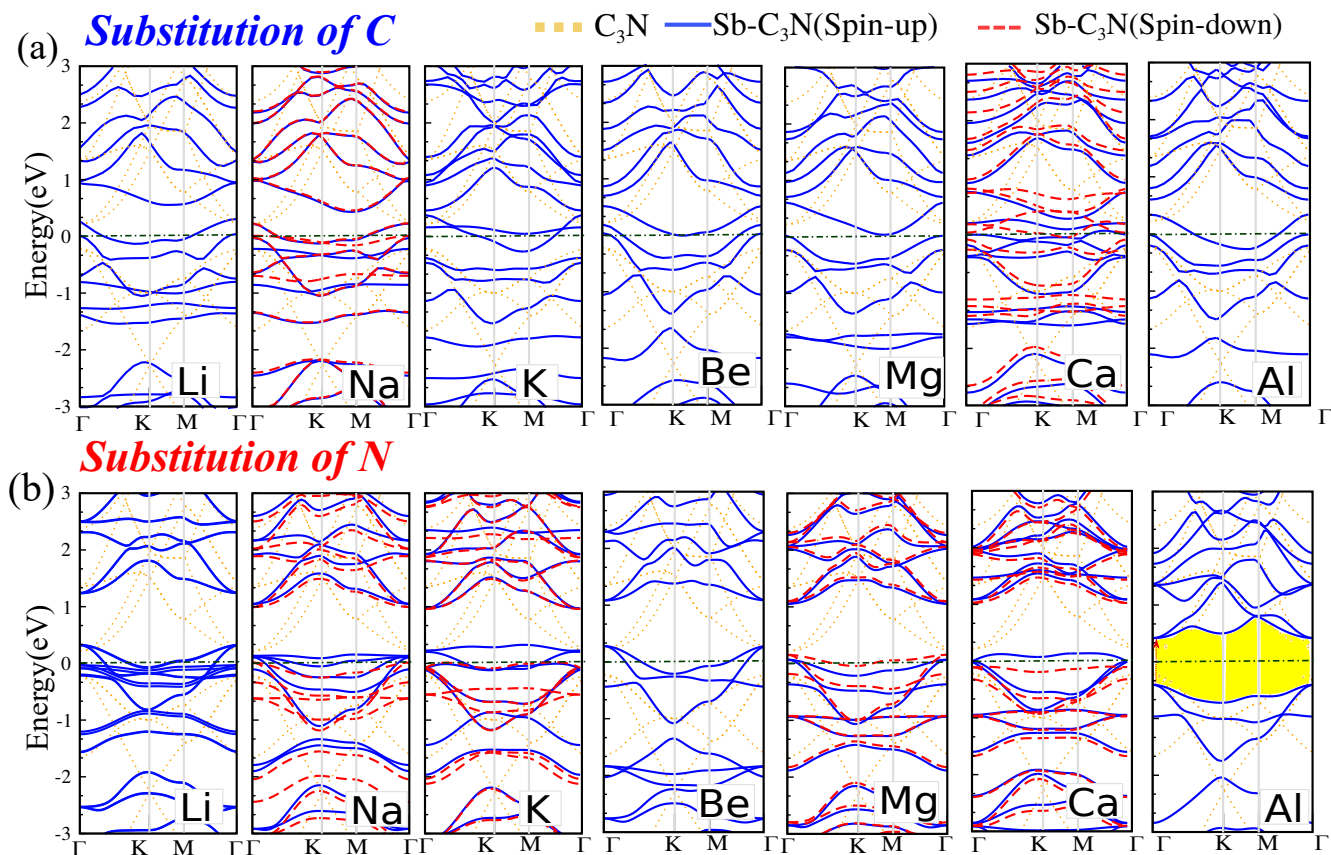 (a) Substitution of C
C₃N Sb-C₃N(Spin-up) Sb-C₃N(Spin-down)
Energy(eV)
3
2
1
0
-1
-2
-3
Li Na K Be Mg Ca Al
Γ K M Γ Γ K M Γ Γ K M Γ Γ K M Γ Γ K M Γ Γ K M Γ Γ K M Γ
Substitution of N
(b)
Energy(eV)
3
2
1
0
-1
-2
-3
Li Na K Be Mg Ca Al
Γ K M Γ Γ K M Γ Γ K M Γ Γ K M Γ Γ K M Γ Γ K M Γ Γ K M Γ